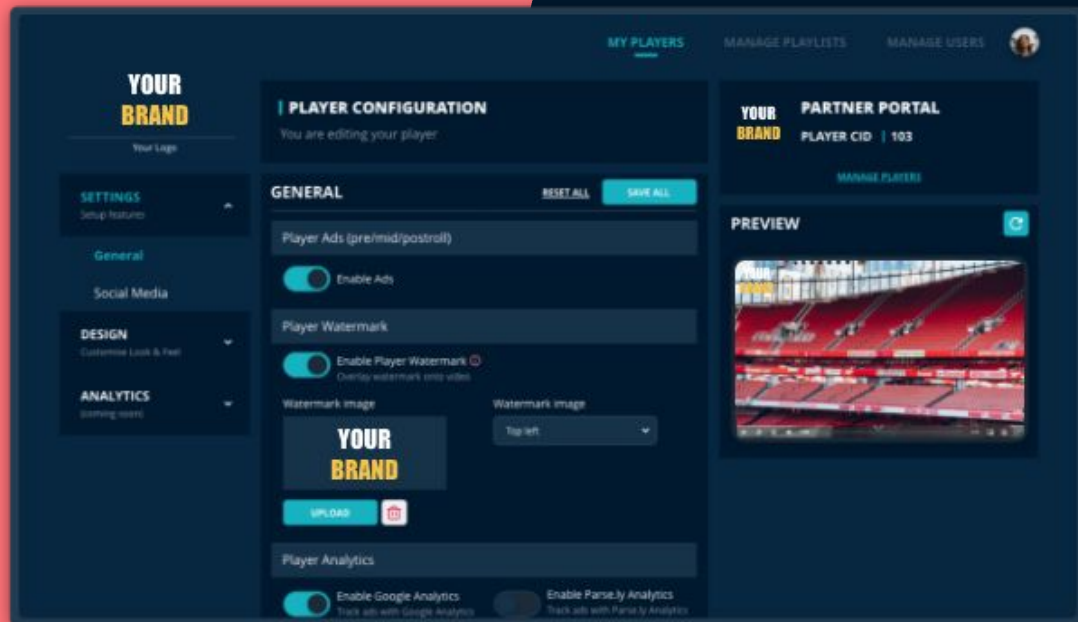 MY PLAYERS
MANAGE PLAYLISTS
MANAGE USERS
YOUR
BRAND
Your Logo
PLAYER CONFIGURATION
You are editing your player
YOUR
BRAND
PARTNER PORTAL
PLAYER CID | 103
MANAGE PLAYERS
SETTINGS
Setup features
General
Social Media
DESIGN
Customise Look & Feel
ANALYTICS
(coming soon)
GENERAL
RESET ALL
SAVE ALL
Player Ads (pre/mid/postroll)
Enable Ads
Player Watermark
Enable Player Watermark
Overlay watermark onto video
Watermark image
Watermark image
YOUR
BRAND
Top left
UPLOAD
Player Analytics
Enable Google Analytics
Track ads with Google Analytics
Enable Parse.ly Analytics
Track ads with Parse.ly Analytics
PREVIEW
YOUR
BRAND